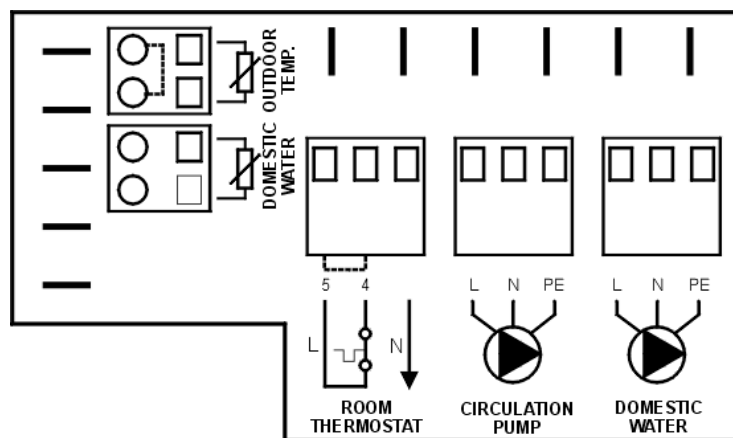 OUTDOOR
TEMP.
DOMESTIC
WATER
5 4
L N PE
L N PE
L N
ROOM
THERMOSTAT
CIRCULATION
PUMP
DOMESTIC
WATER